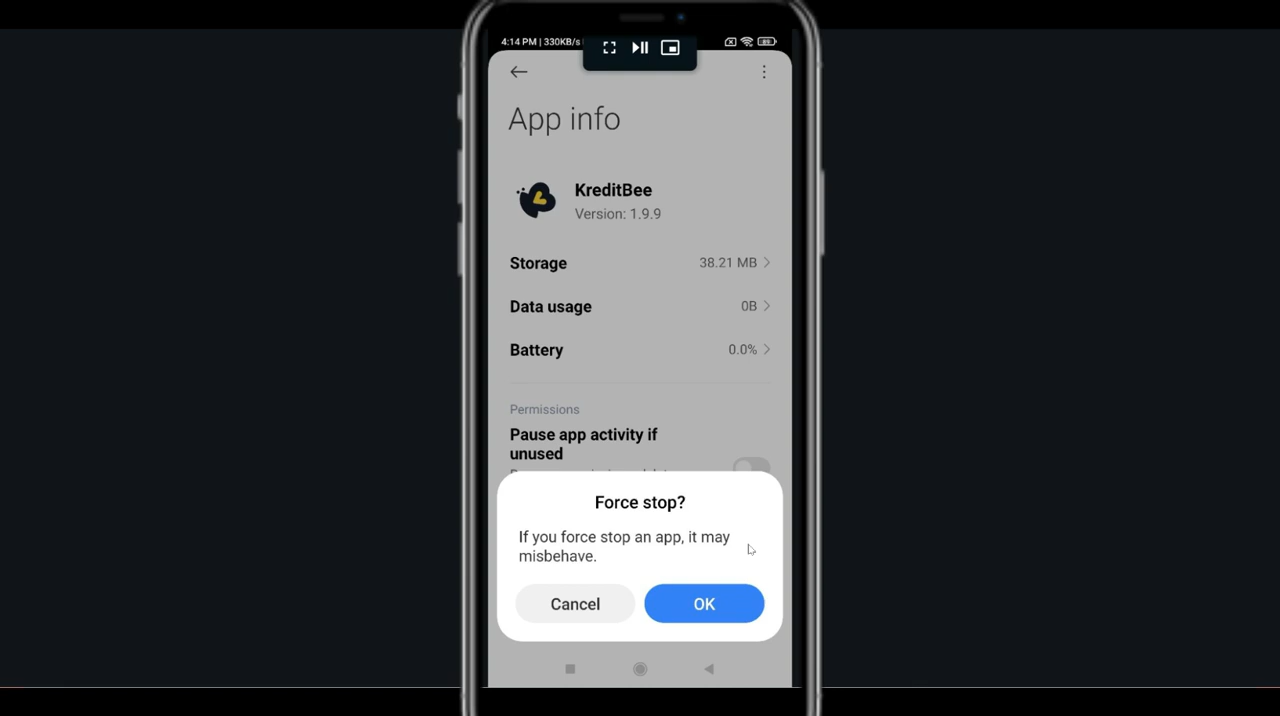 4:14 PM | 330KB/s
App info
KreditBee
Version: 1.9.9
Storage 38.21 MB
Data usage 0B
Battery 0.0%
Permissions
Pause app activity if
unused
Force stop?
If you force stop an app, it may
misbehave.
Cancel OK